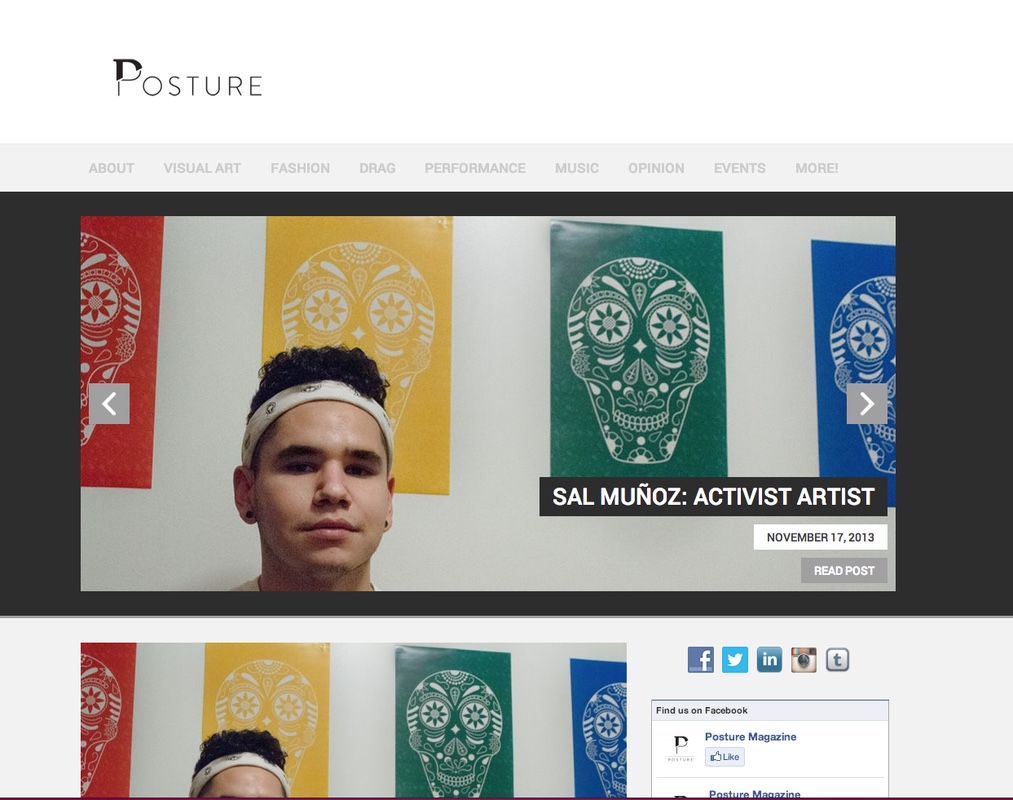 POSTURE
ABOUT VISUAL ART FASHION DRAG PERFORMANCE MUSIC OPINION EVENTS MORE!
SAL MUÑOZ: ACTIVIST ARTIST
NOVEMBER 17, 2013
READ POST
f in t
Find us on Facebook
Posture Magazine
P
POSTURE
Like
Posture Magazine